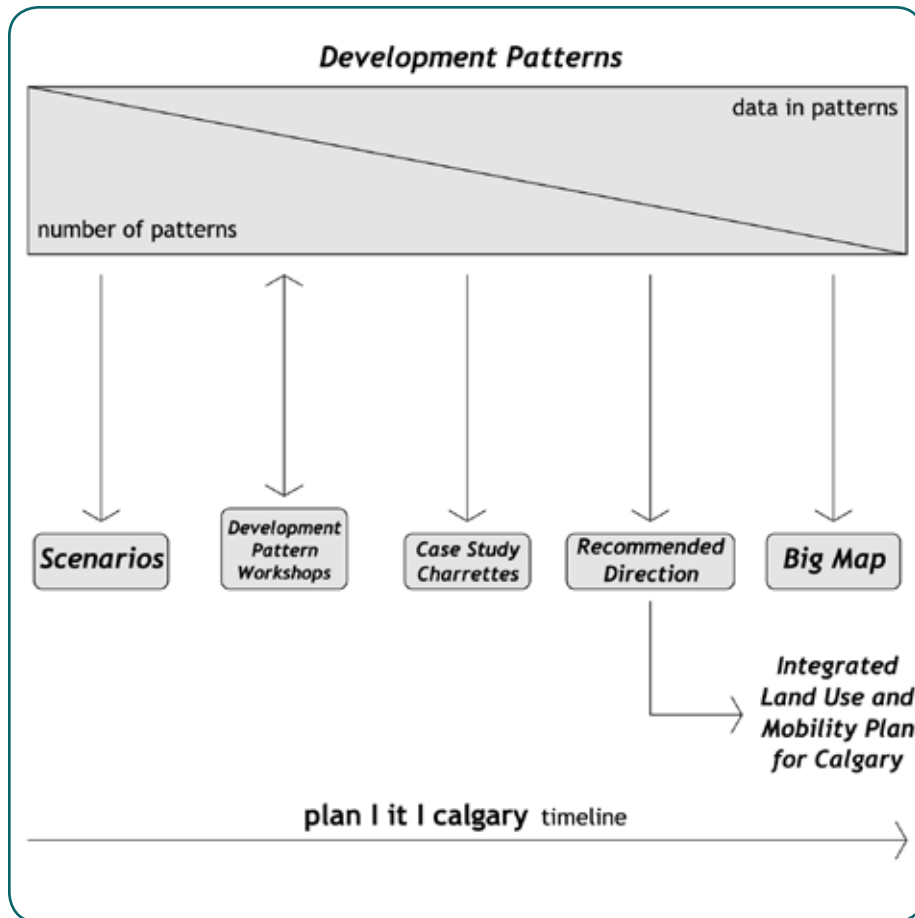 Development Patterns
data in patterns
number of patterns
Scenarios
Development
Pattern
Workshops
Case Study
Charrettes
Recommended
Direction
Big Map
Integrated
Land Use and
Mobility Plan
for Calgary
plan I it I calgary timeline